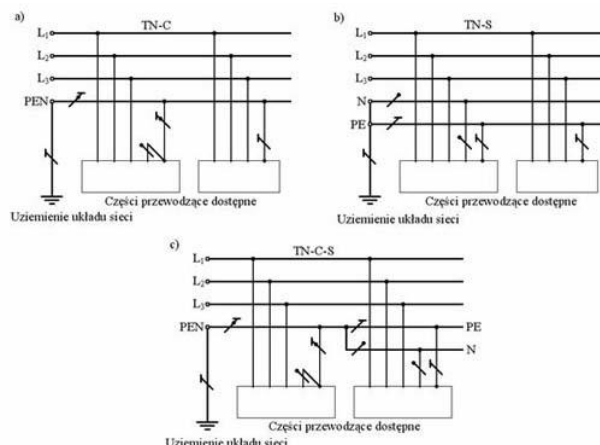 a)
TN-C
L₁
L₂
L₃
PEN
Części przewodzące dostępne
Uziemienie układu sieci
b)
TN-S
L₁
L₂
L₃
N
PE
Części przewodzące dostępne
Uziemienie układu sieci
c)
TN-C-S
L₁
L₂
L₃
PEN
PE
N
Części przewodzące dostępne
Uziemienie układu sieci